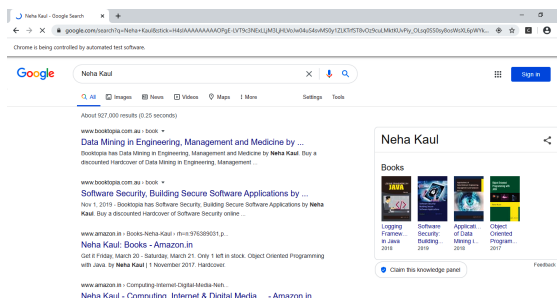 Neha Kaul - Google Search
google.com/search?q=Neha+Kaul&stick=
Chrome is being controlled by automated test software.
Google
Neha Kaul
Sign in
All Images News Videos Maps More Settings Tools
About 927,000 results (0.25 seconds)
www.booktopia.com.au › book
Data Mining in Engineering, Management and Medicine by ...
Booktopia has Data Mining in Engineering, Management and Medicine by Neha Kaul. Buy a
discounted Hardcover of Data Mining in Engineering, Management ...
www.booktopia.com.au › book
Software Security, Building Secure Software Applications by ...
Nov 1, 2019 - Booktopia has Software Security, Building Secure Software Applications by Neha
Kaul. Buy a discounted Hardcover of Software Security online ...
www.amazon.in › Books-Neha-Kaul › rh=n:976389031,p...
Neha Kaul: Books - Amazon.in
Get it Friday, March 20 - Saturday, March 21. Only 1 left in stock. Object Oriented Programming
with Java. by Neha Kaul | 1 November 2017. Hardcover.
www.amazon.in › Computing-Internet-Digital-Media-Neh...
Neha Kaul - Computing, Internet & Digital Media ... - Amazon.in
Neha Kaul
Books
JAVA
Logging Framew... in Java 2018
Software Security: Building... 2019
Applicati... of Data Mining i... 2018
Object Oriented Program... 2017
Claim this knowledge panel
Feedback